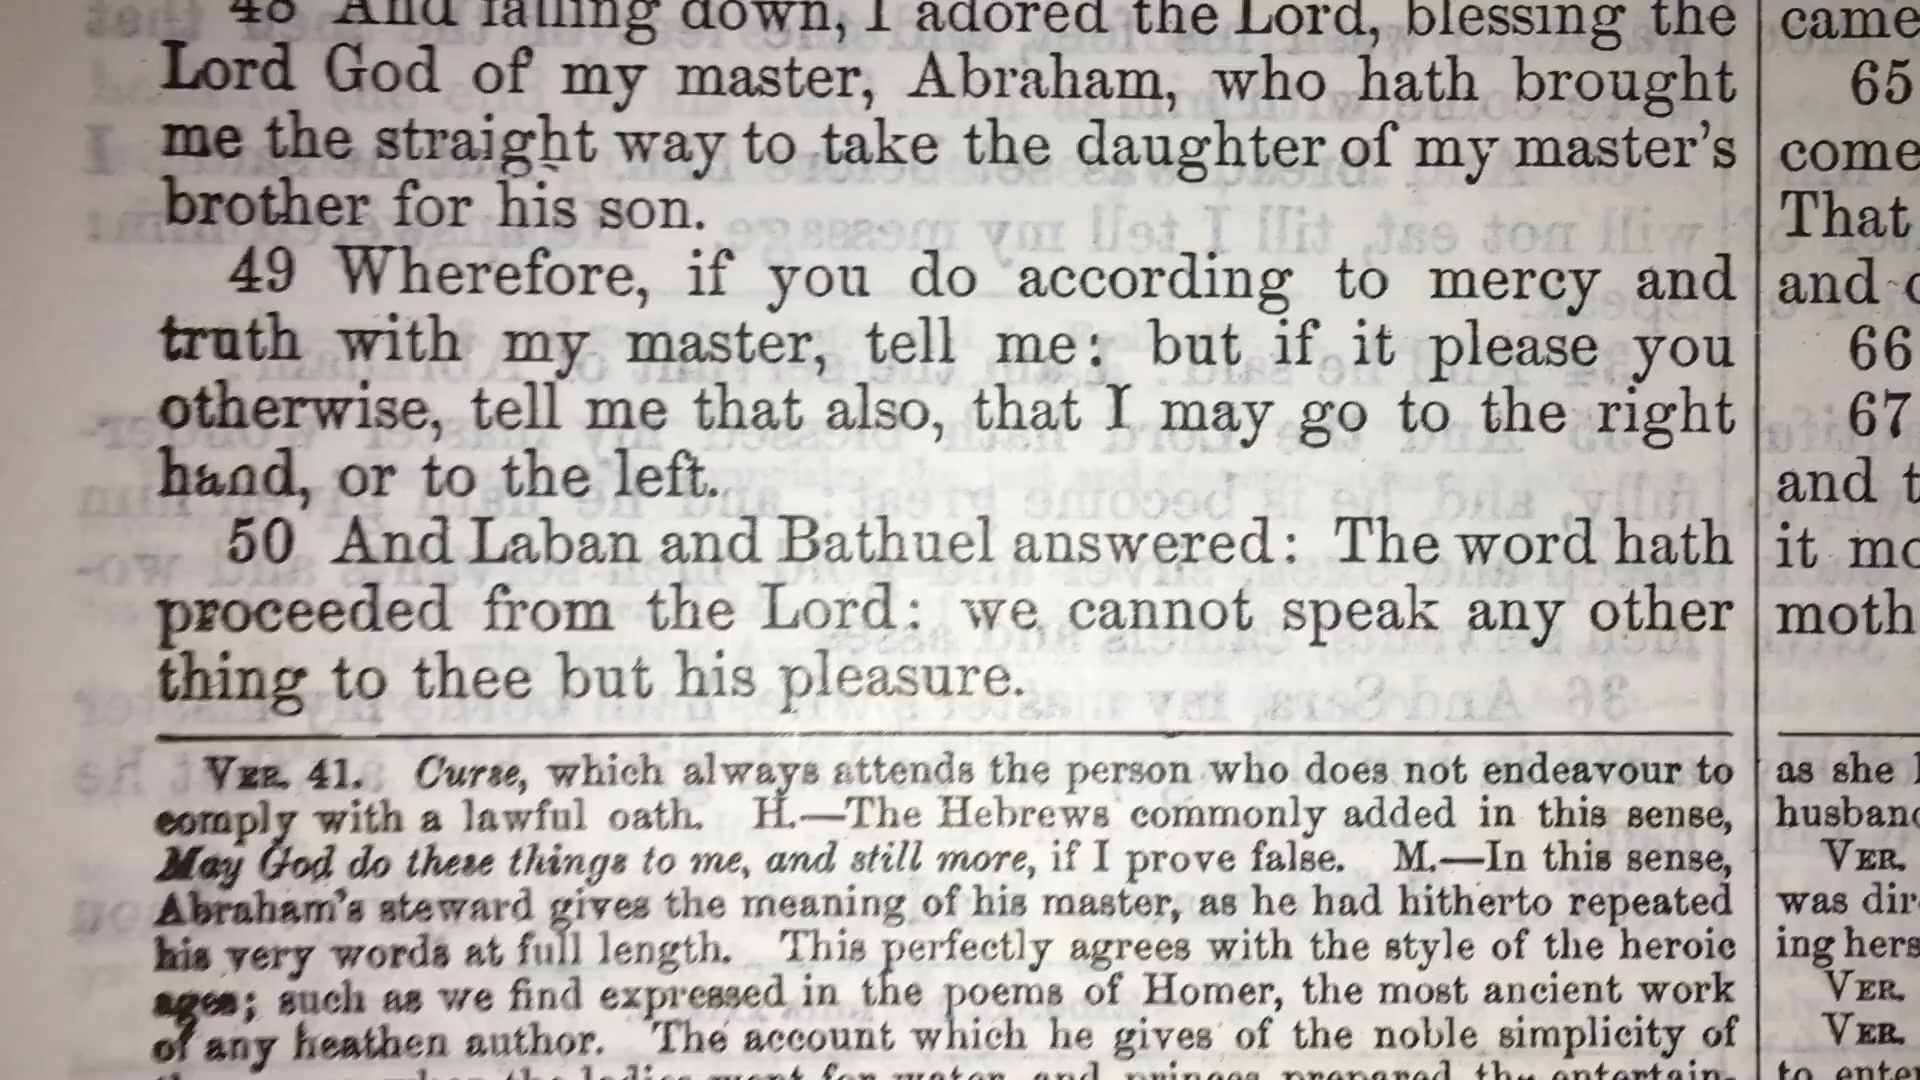 48 And falling down, I adored the Lord, blessing the
Lord God of my master, Abraham, who hath brought
me the straight way to take the daughter of my master's
brother for his son.
49 Wherefore, if you do according to mercy and
truth with my master, tell me: but if it please you
otherwise, tell me that also, that I may go to the right
hand, or to the left.
50 And Laban and Bathuel answered: The word hath
proceeded from the Lord: we cannot speak any other
thing to thee but his pleasure.
VER. 41. Curse, which always attends the person who does not endeavour to
comply with a lawful oath. H.—The Hebrews commonly added in this sense,
May God do these things to me, and still more, if I prove false. M.—In this sense,
Abraham's steward gives the meaning of his master, as he had hitherto repeated
his very words at full length. This perfectly agrees with the style of the heroic
ages; such as we find expressed in the poems of Homer, the most ancient work
of any heathen author. The account which he gives of the noble simplicity of
came
65
come
That
and
66
67
and
it
moth
as she
VER.
was
VER.
VER.